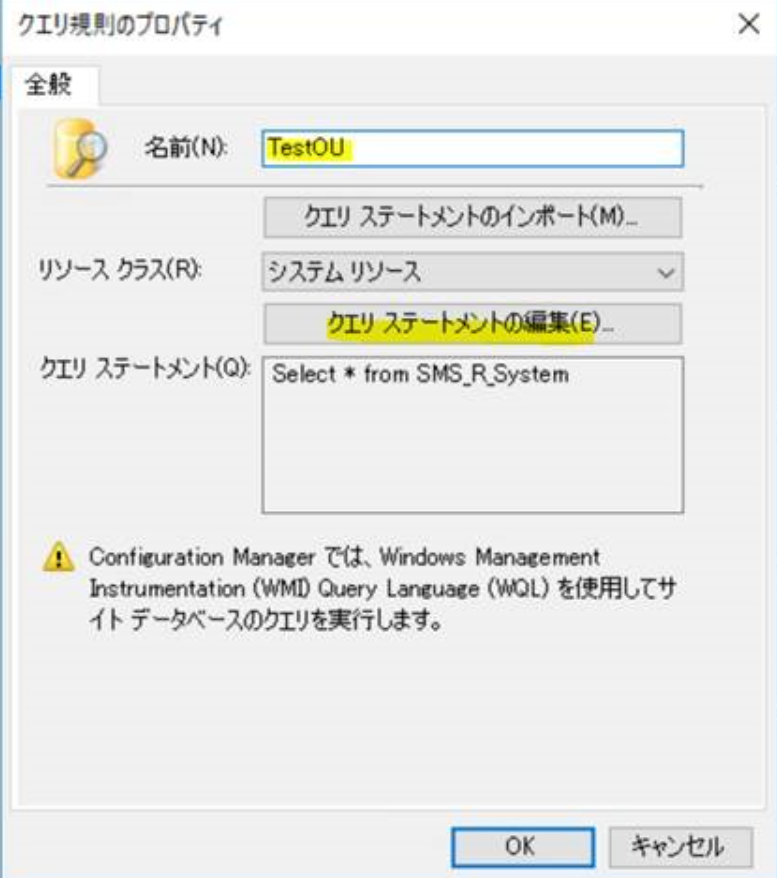 クエリ規則のプロパティ
全般
名前(N):
TestOU
クエリ ステートメントのインポート(M)...
リソース クラス(R):
システム リソース
クエリ ステートメントの編集(E)...
クエリ ステートメント(Q):
Select * from SMS_R_System
Configuration Manager では、Windows Management
Instrumentation (WMI) Query Language (WQL) を使用してサ
イト データベースのクエリを実行します。
OK
キャンセル